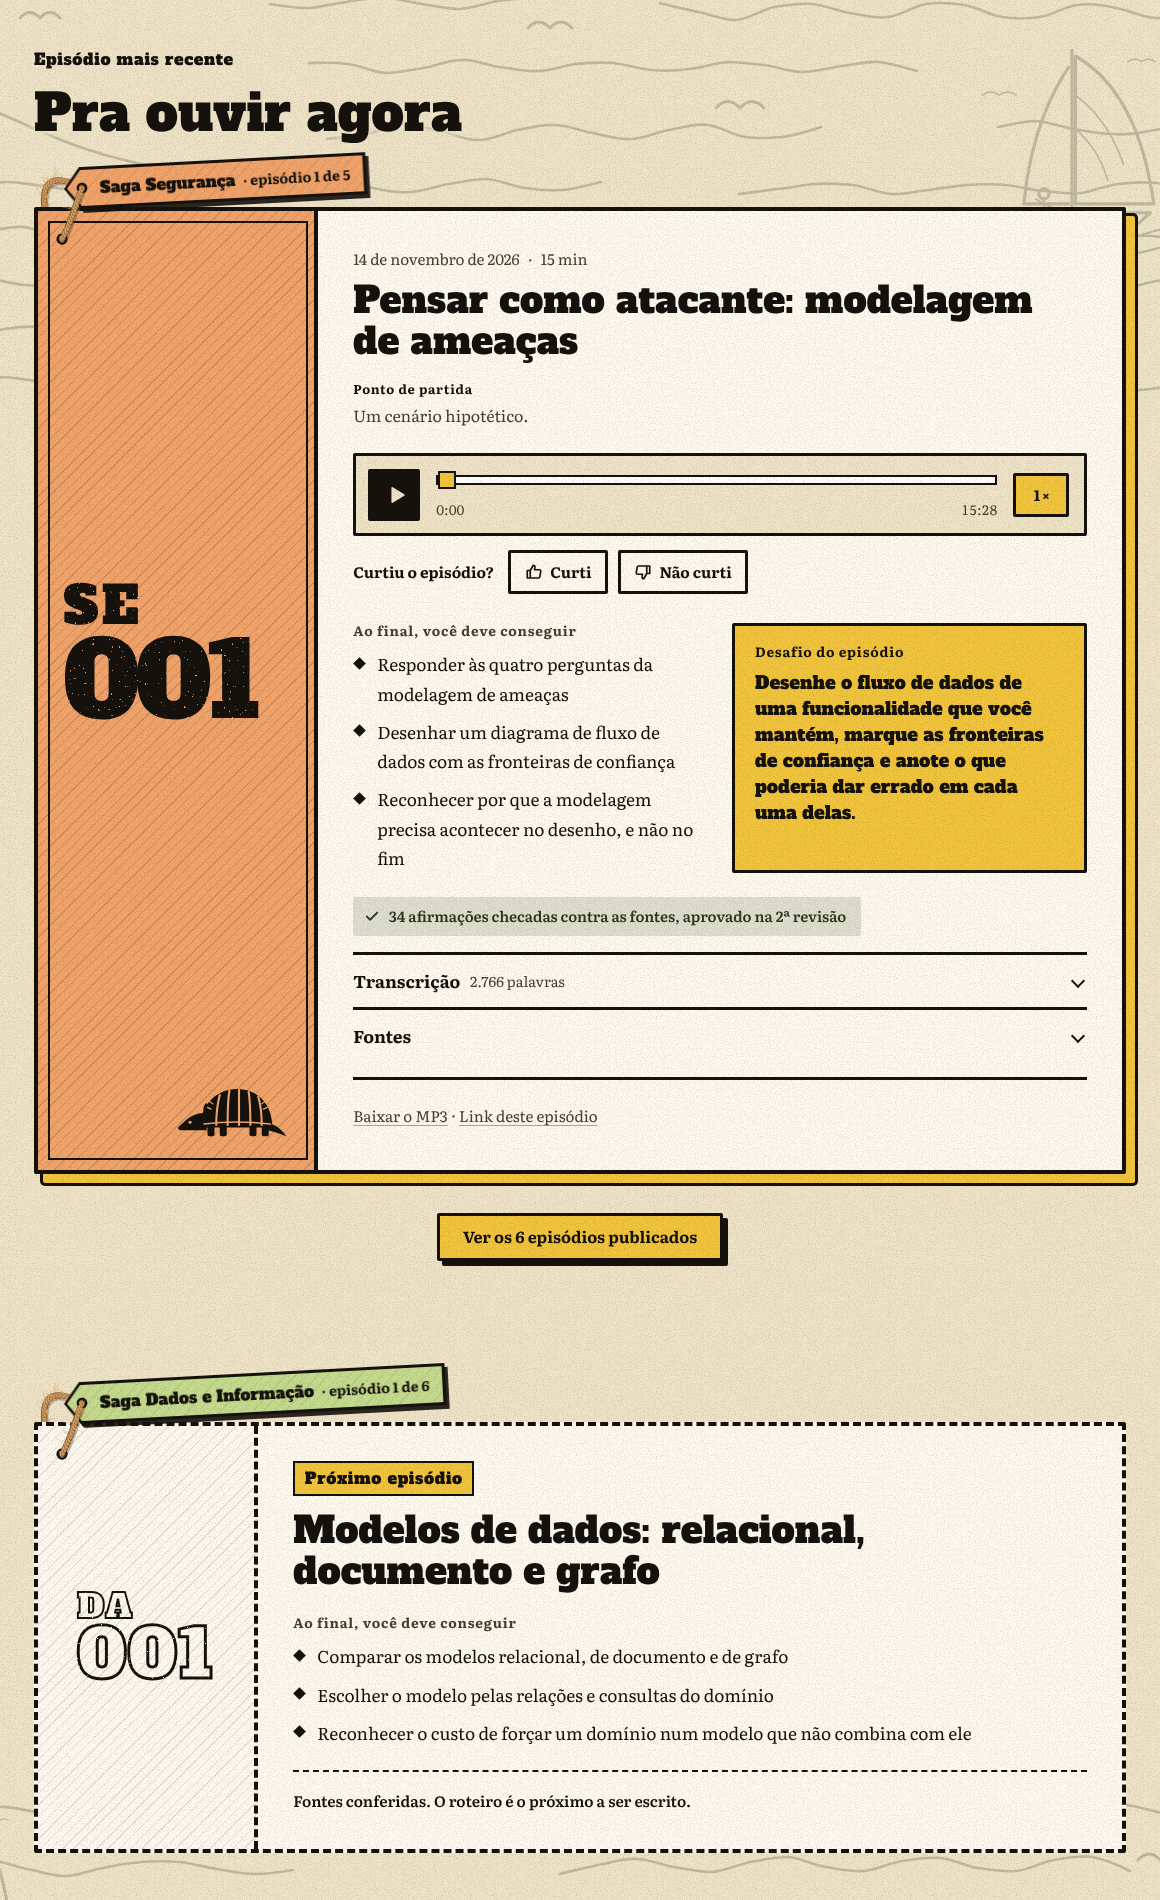 Episódio mais recente
Pra ouvir agora
Saga Segurança · episódio 1 de 5
SE
001
14 de novembro de 2026 · 15 min
Pensar como atacante: modelagem
de ameaças
Ponto de partida
Um cenário hipotético.
0:00
15:28
1×
Curtiu o episódio?
Curti
Não curti
Ao final, você deve conseguir
Responder às quatro perguntas da
modelagem de ameaças
Desenhar um diagrama de fluxo de
dados com as fronteiras de confiança
Reconhecer por que a modelagem
precisa acontecer no desenho, e não no
fim
Desafio do episódio
Desenhe o fluxo de dados de
uma funcionalidade que você
mantém, marque as fronteiras
de confiança e anote o que
poderia dar errado em cada
uma delas.
34 afirmações checadas contra as fontes, aprovado na 2ª revisão
Transcrição 2.766 palavras
Fontes
Baixar o MP3 · Link deste episódio
Ver os 6 episódios publicados
Saga Dados e Informação · episódio 1 de 6
DA
001
Próximo episódio
Modelos de dados: relacional,
documento e grafo
Ao final, você deve conseguir
Comparar os modelos relacional, de documento e de grafo
Escolher o modelo pelas relações e consultas do domínio
Reconhecer o custo de forçar um domínio num modelo que não combina com ele
Fontes conferidas. O roteiro é o próximo a ser escrito.